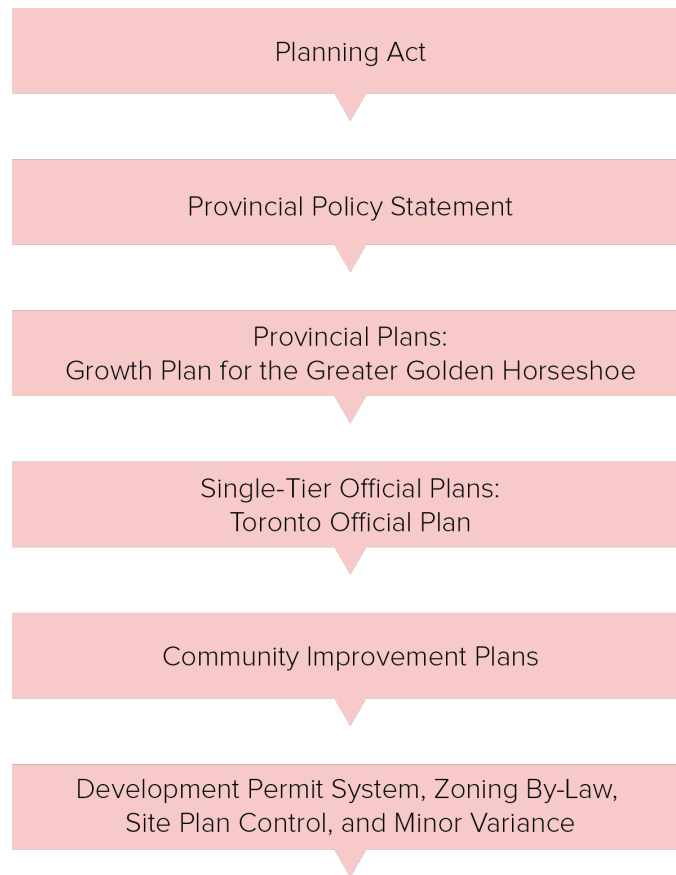 Planning Act
Provincial Policy Statement
Provincial Plans:
Growth Plan for the Greater Golden Horseshoe
Single-Tier Official Plans:
Toronto Official Plan
Community Improvement Plans
Development Permit System, Zoning By-Law,
Site Plan Control, and Minor Variance